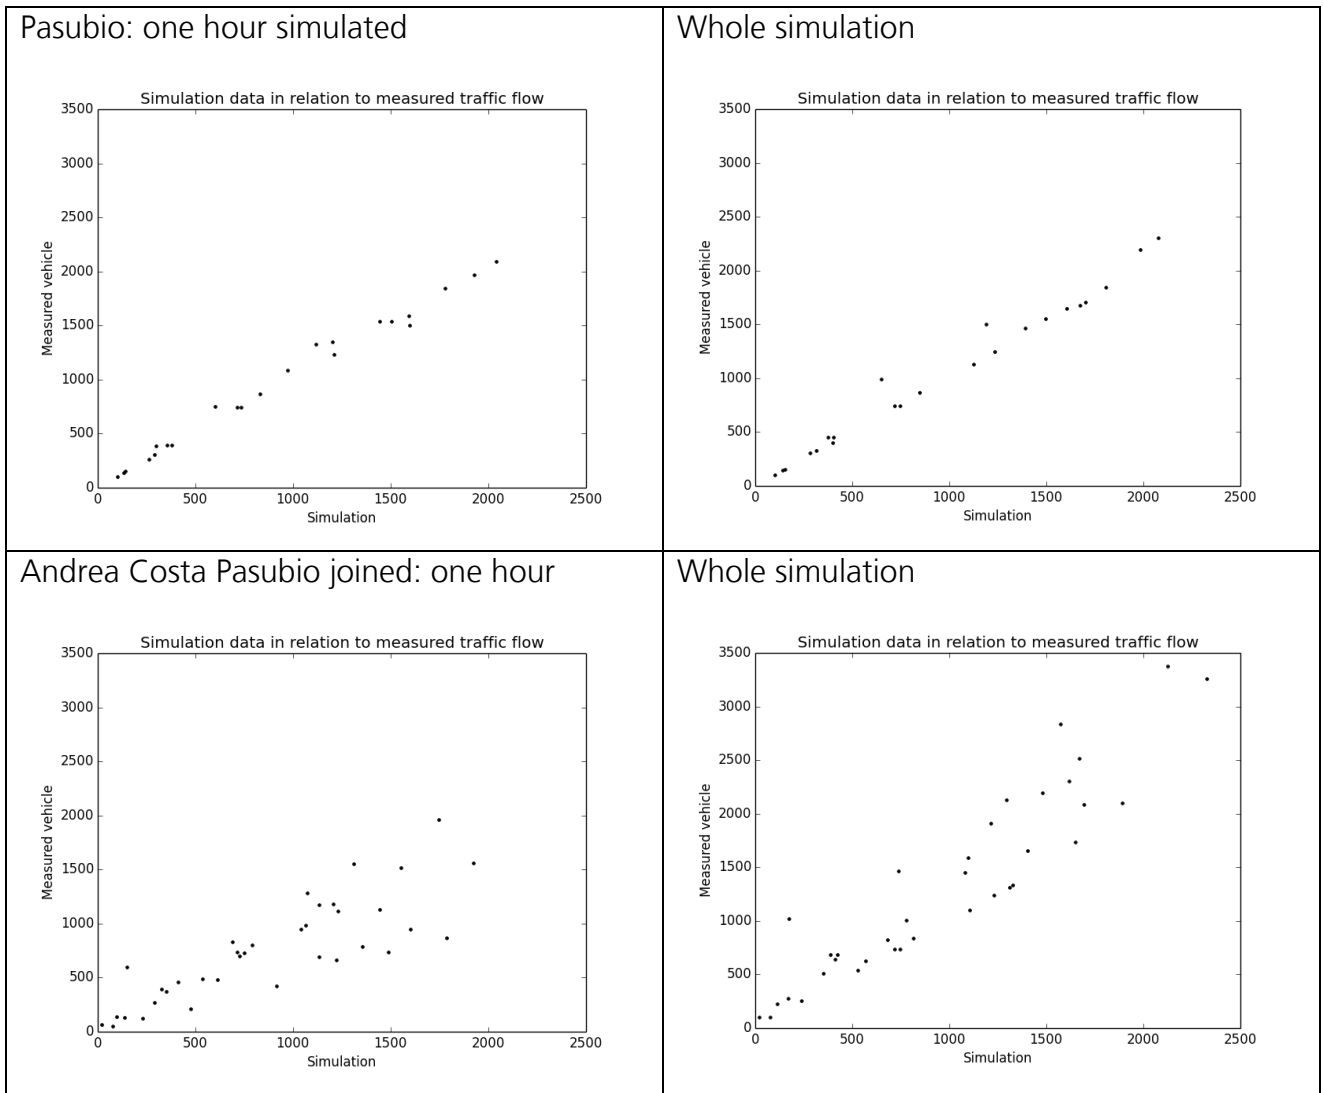 Pasubio: one hour simulated
Simulation data in relation to measured traffic flow
3500
3000
2500
2000
1500
1000
500
0
Measured vehicle
0 500 1000 1500 2000 2500
Simulation
Whole simulation
Simulation data in relation to measured traffic flow
3500
3000
2500
2000
1500
1000
500
0
Measured vehicle
0 500 1000 1500 2000 2500
Simulation
Andrea Costa Pasubio joined: one hour
Simulation data in relation to measured traffic flow
3500
3000
2500
2000
1500
1000
500
0
Measured vehicle
0 500 1000 1500 2000 2500
Simulation
Whole simulation
Simulation data in relation to measured traffic flow
3500
3000
2500
2000
1500
1000
500
0
Measured vehicle
0 500 1000 1500 2000 2500
Simulation